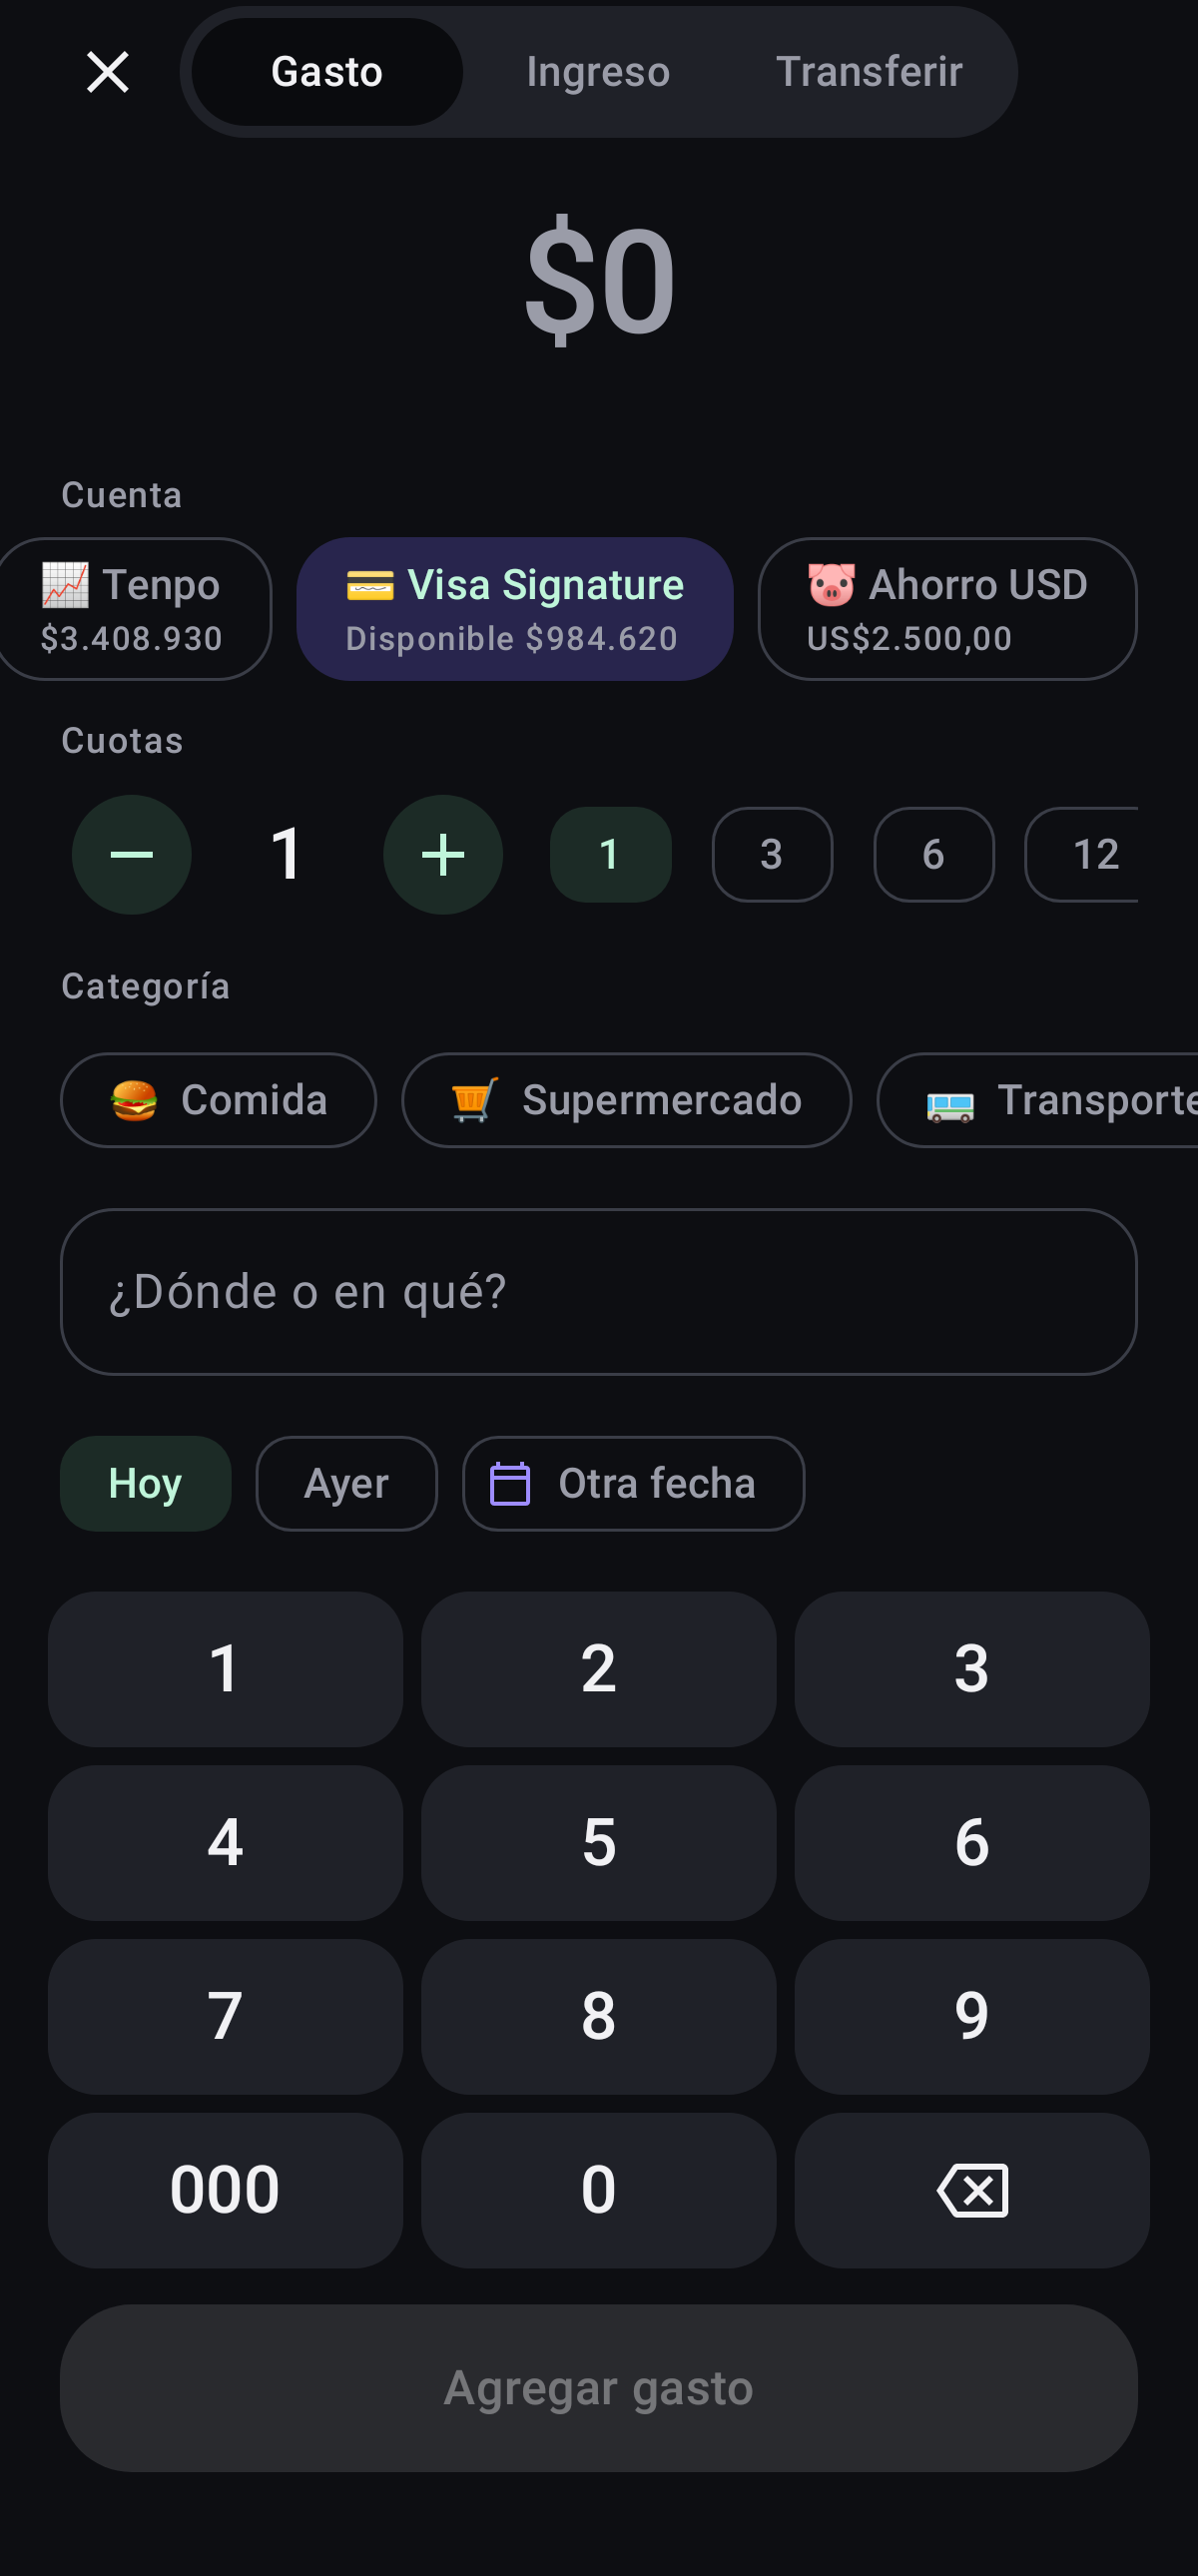 Gasto Ingreso Transferir
$0
Cuenta
Tenpo Visa Signature Ahorro USD
$3.408.930 Disponible $984.620 US$2.500,00
Cuotas
1 1 3 6 12
Categoría
Comida Supermercado Transporte
¿Dónde o en qué?
Hoy Ayer Otra fecha
1 2 3
4 5 6
7 8 9
000 0
Agregar gasto